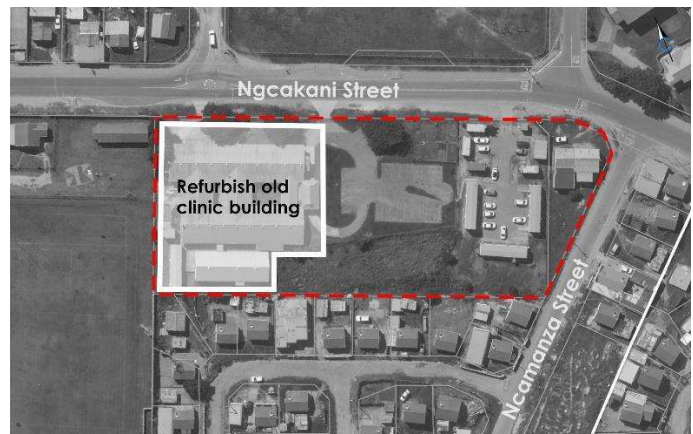 Ngcakani Street
Refurbish old
clinic building
Ncamanza Street